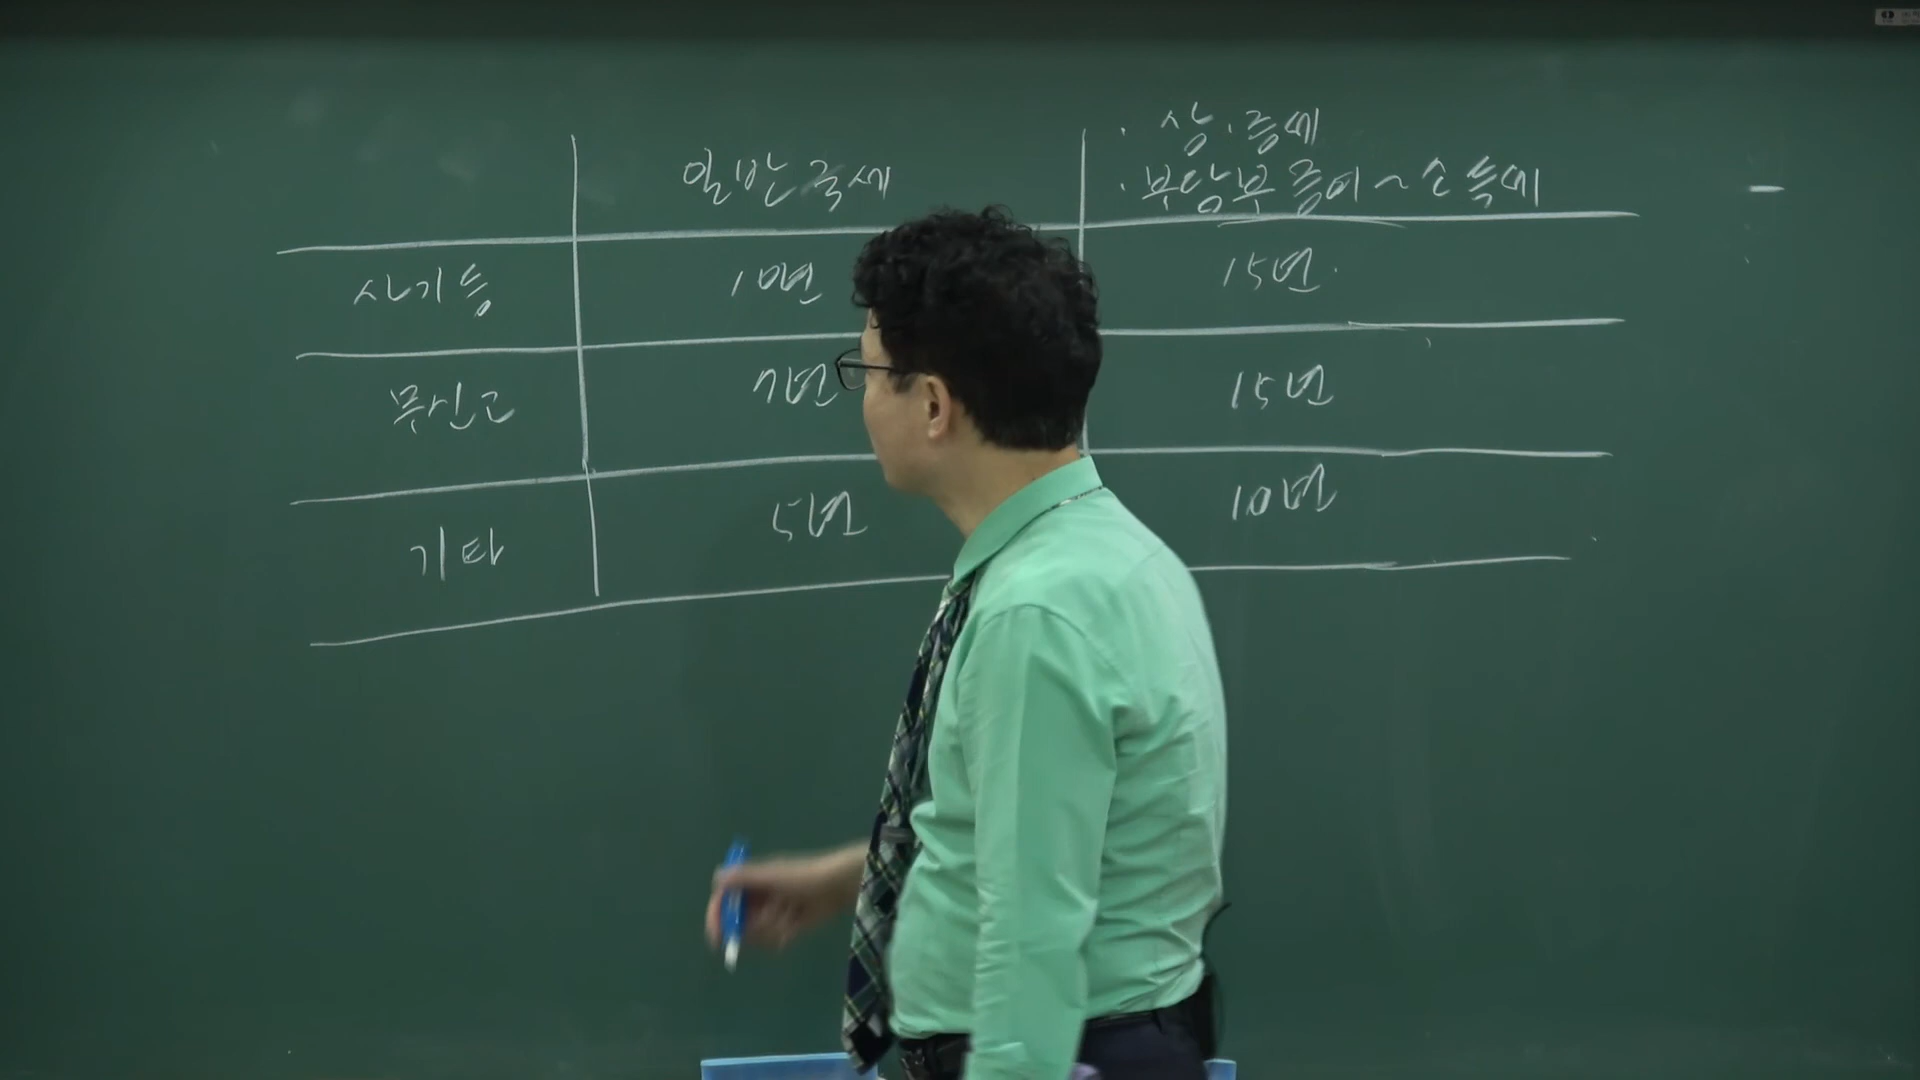 · 상·증세
일반국세
· 부담부증여~소득세
사기등 10년 15년
무신고 7년 15년
기타 5년 10년